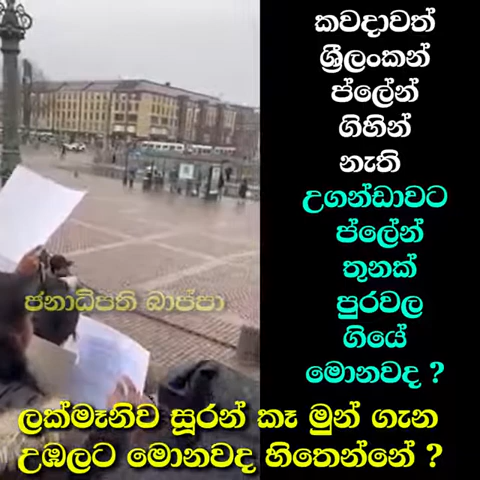 කවදාවත්
ශ්‍රීලංකන්
ප්ලේන්
ගිහින්
නැති
උගන්ඩාවට
ප්ලේන්
තුනක්
පුරවල
ගියේ
මොනවද ?
ජනාධිපති බාප්පා
ලක්මෑනිව සූරන් කෑ මුන් ගැන
උඹලට මොනවද හිතෙන්නේ ?